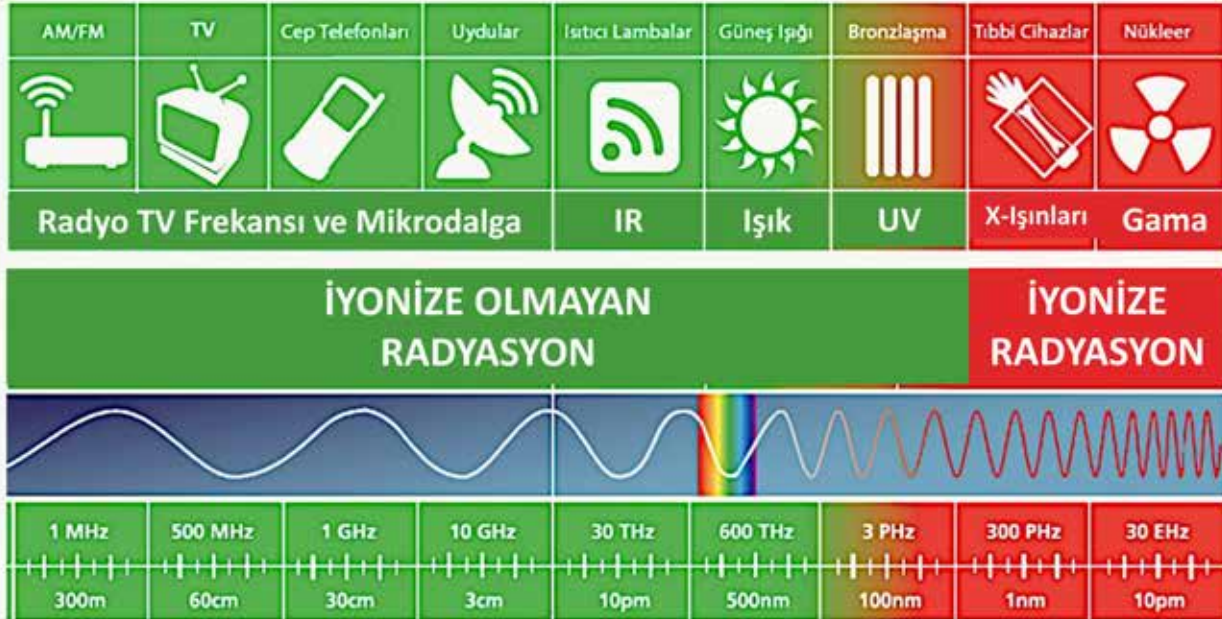 AM/FM TV Cep Telefonları Uydular Isıtıcı Lambalar Güneş Işığı Bronzlaşma Tıbbi Cihazlar Nükleer
Radyo TV Frekansı ve Mikrodalga IR Işık UV X-Işınları Gama
İYONİZE OLMAYAN
RADYASYON
İYONİZE
RADYASYON
1 MHz 500 MHz 1 GHz 10 GHz 30 THz 600 THz 3 PHz 300 PHz 30 EHz
300m 60cm 30cm 3cm 10pm 500nm 100nm 1nm 10pm